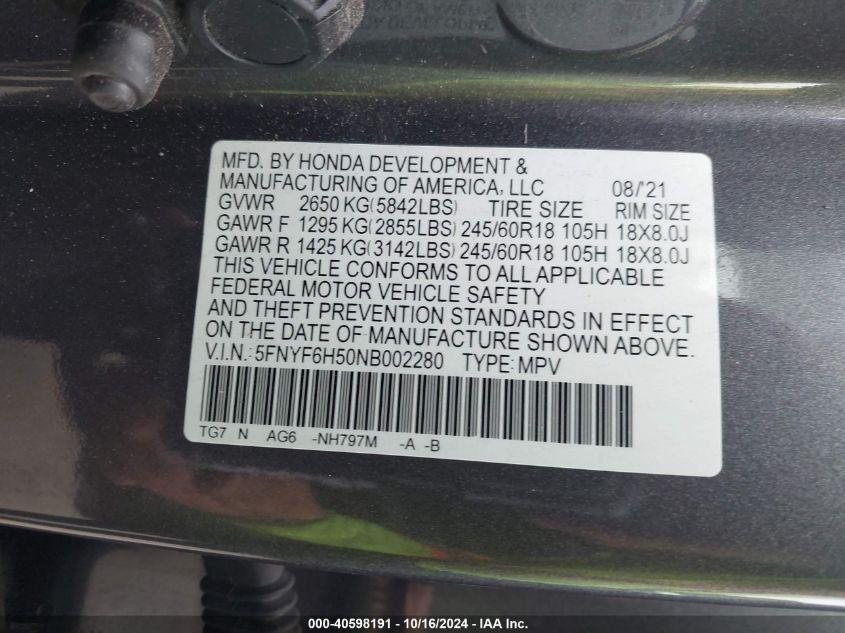 MFD. BY HONDA DEVELOPMENT &
MANUFACTURING OF AMERICA, LLC 08/'21
GVWR 2650 KG(5842LBS) TIRE SIZE RIM SIZE
GAWR F 1295 KG(2855LBS) 245/60R18 105H 18X8.0J
GAWR R 1425 KG(3142LBS) 245/60R18 105H 18X8.0J
THIS VEHICLE CONFORMS TO ALL APPLICABLE
FEDERAL MOTOR VEHICLE SAFETY
AND THEFT PREVENTION STANDARDS IN EFFECT
ON THE DATE OF MANUFACTURE SHOWN ABOVE.
V.I.N.: 5FNYF6H50NB002280 TYPE: MPV
TG7 N AG6 -NH797M -A -B
000-40598191 - 10/16/2024 - IAA Inc.